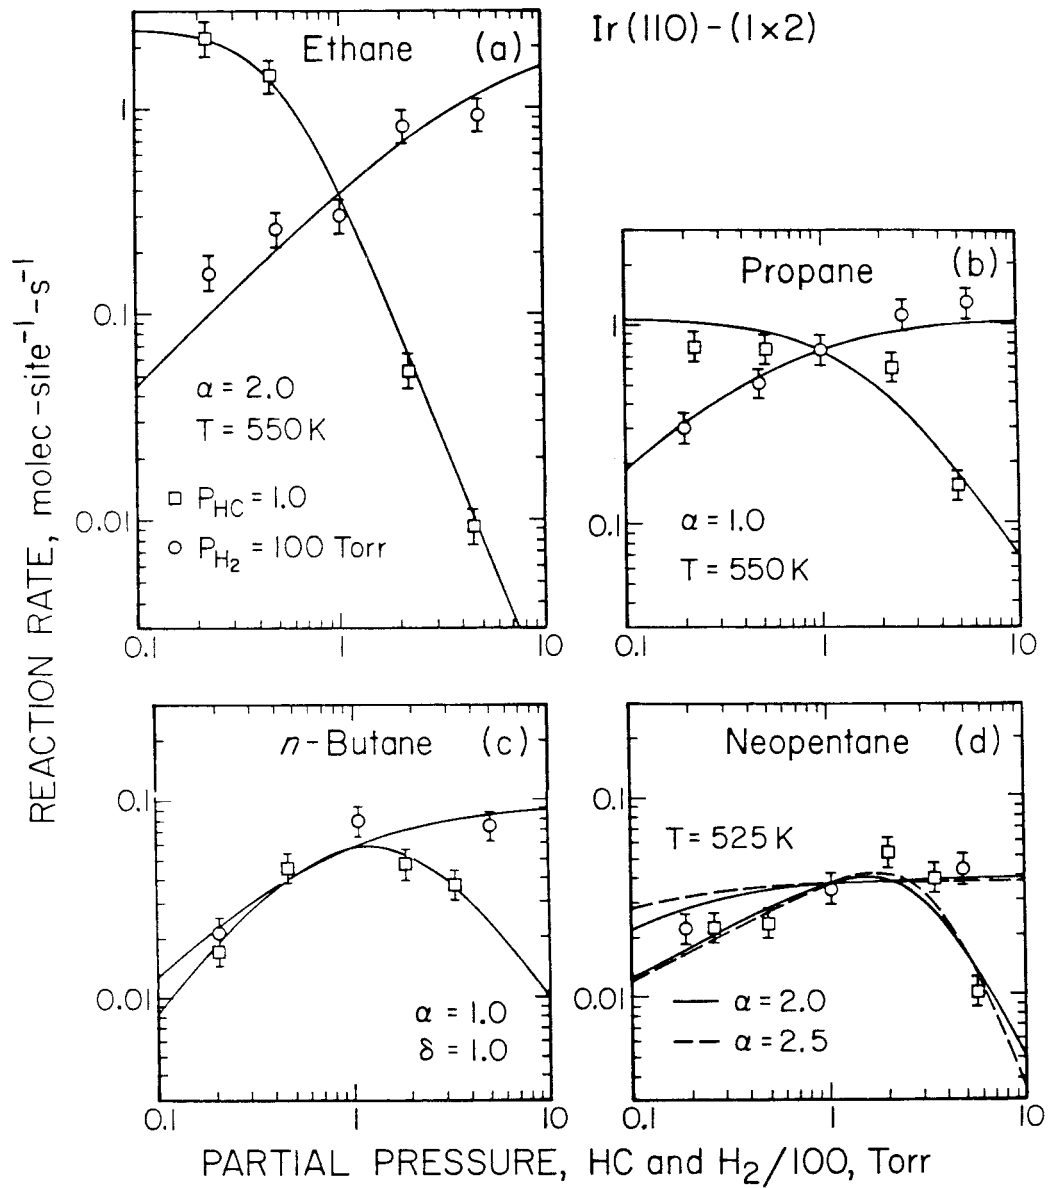 Ir (110) - (1×2)
REACTION RATE, molec-site⁻¹-s⁻¹
Ethane (a)
1
0.1
0.01
α = 2.0
T = 550 K
□ P_HC = 1.0
○ P_H₂ = 100 Torr
0.1 1 10
Propane (b)
1
0.1
α = 1.0
T = 550 K
0.1 1 10
n-Butane (c)
0.1
0.01
α = 1.0
δ = 1.0
0.1 1 10
Neopentane (d)
0.1
0.01
T = 525 K
α = 2.0
α = 2.5
0.1 1 10
PARTIAL PRESSURE, HC and H₂/100, Torr